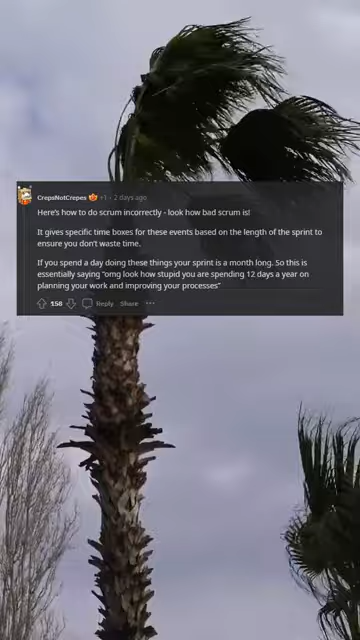 CrepsNotCrepes +1 · 2 days ago
Here's how to do scrum incorrectly - look how bad scrum is!
It gives specific time boxes for these events based on the length of the sprint to
ensure you don't waste time.
If you spend a day doing these things your sprint is a month long. So this is
essentially saying "omg look how stupid you are spending 12 days a year on
planning your work and improving your processes"
158 Reply Share ···